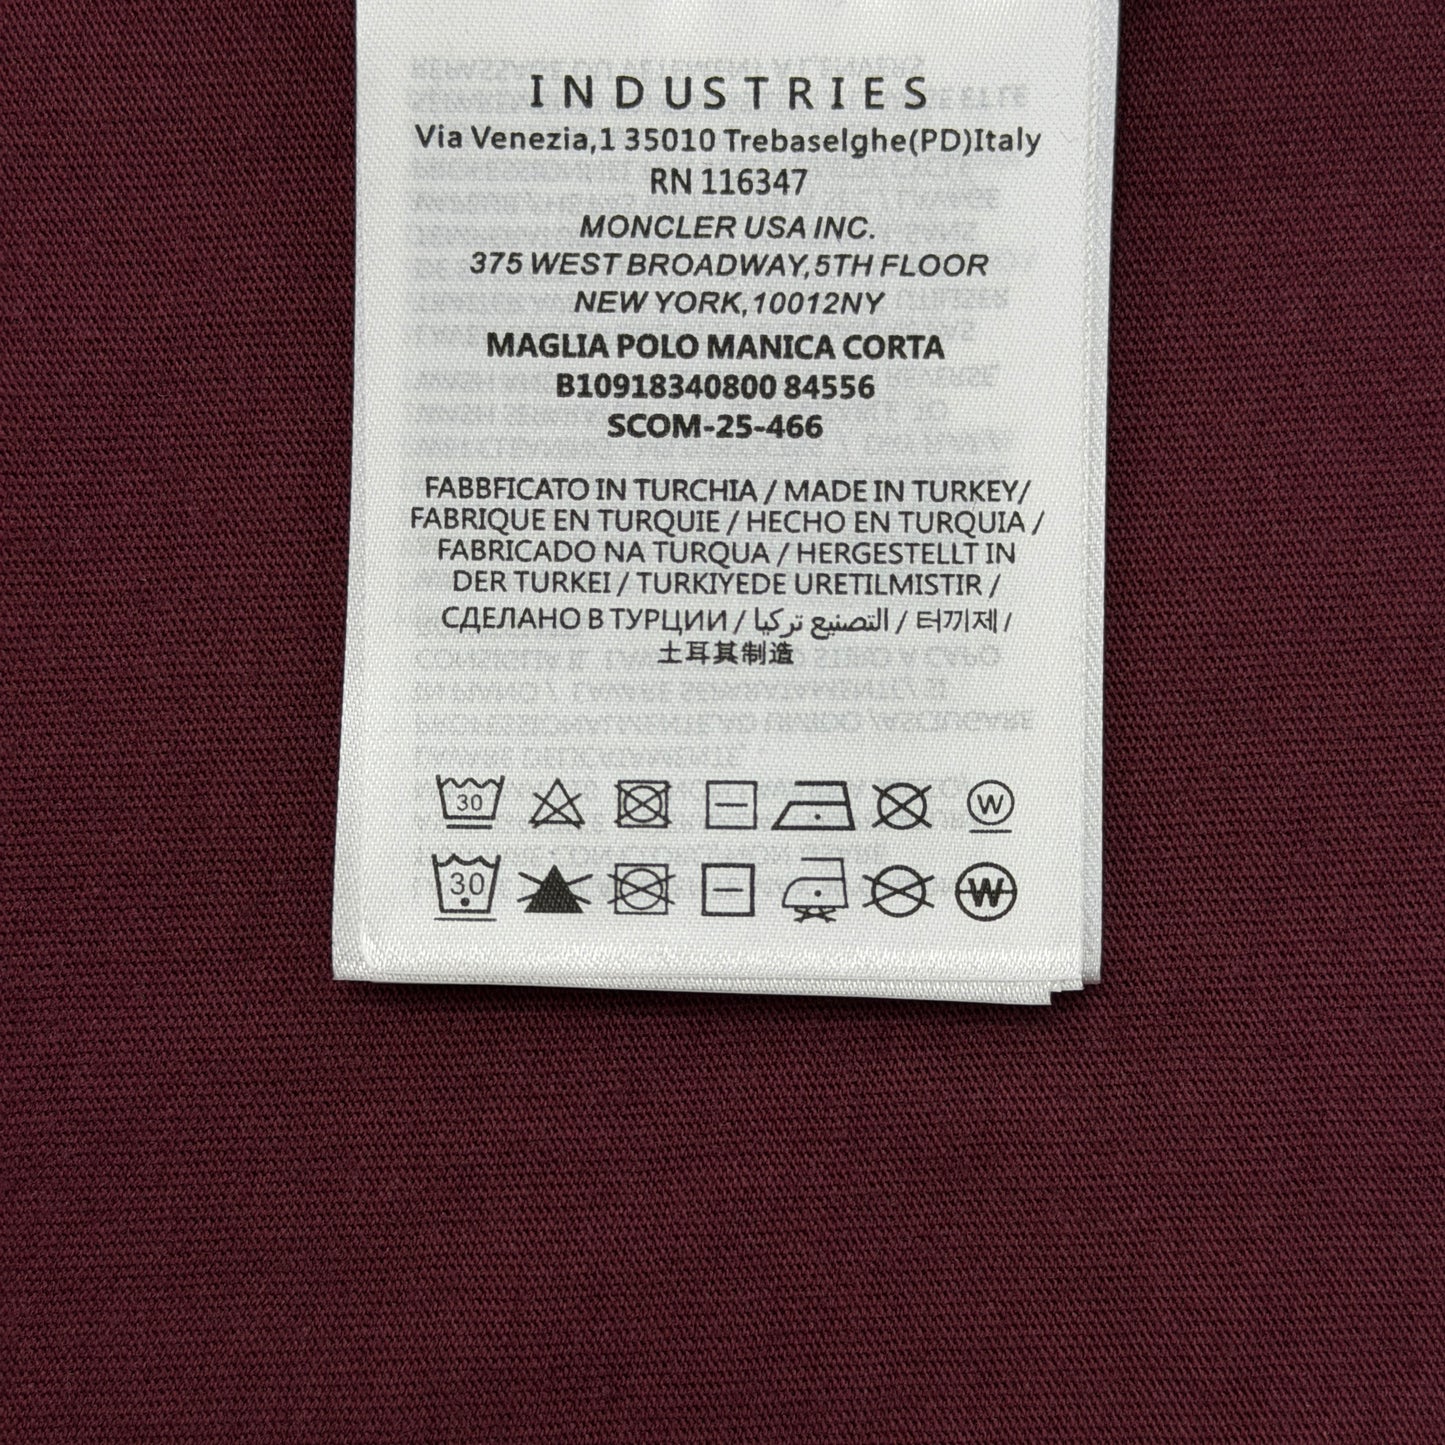 INDUSTRIES
Via Venezia,1 35010 Trebaselghe(PD)Italy
RN 116347
MONCLER USA INC.
375 WEST BROADWAY,5TH FLOOR
NEW YORK,10012NY
MAGLIA POLO MANICA CORTA
B10918340800 84556
SCOM-25-466
FABBFICATO IN TURCHIA / MADE IN TURKEY/
FABRIQUE EN TURQUIE / HECHO EN TURQUIA /
FABRICADO NA TURQUA / HERGESTELLT IN
DER TURKEI / TURKIYEDE URETILMISTIR /
СДЕЛАНО В ТУРЦИИ / التصنيع تركيا / 터끼제 /
土耳其制造
30 W
30 W